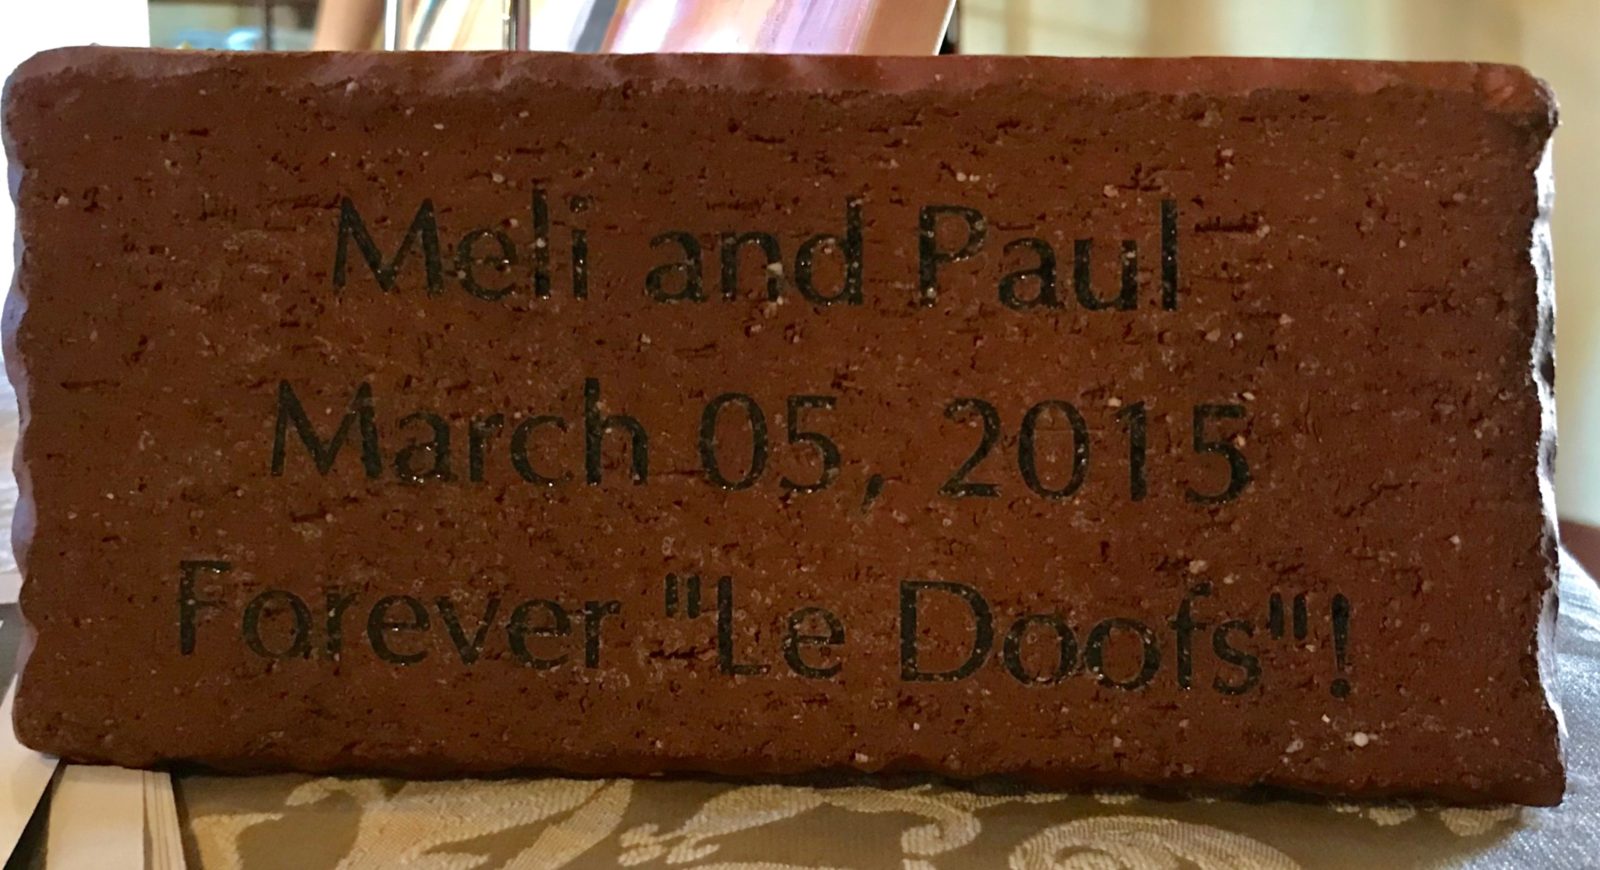 Meli and Paul
March 05, 2015
Forever "Le Doofs"!